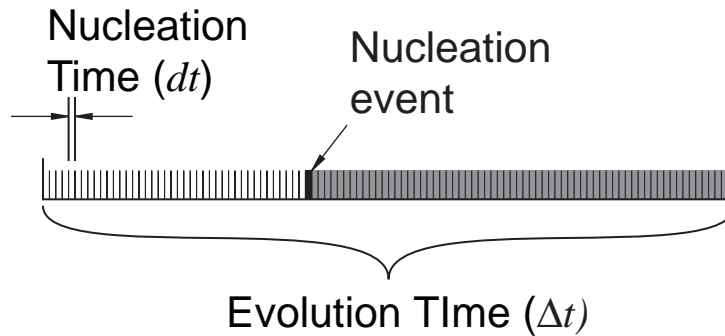 Nucleation
Time (dt)
Nucleation
event
Evolution TIme (Δt)